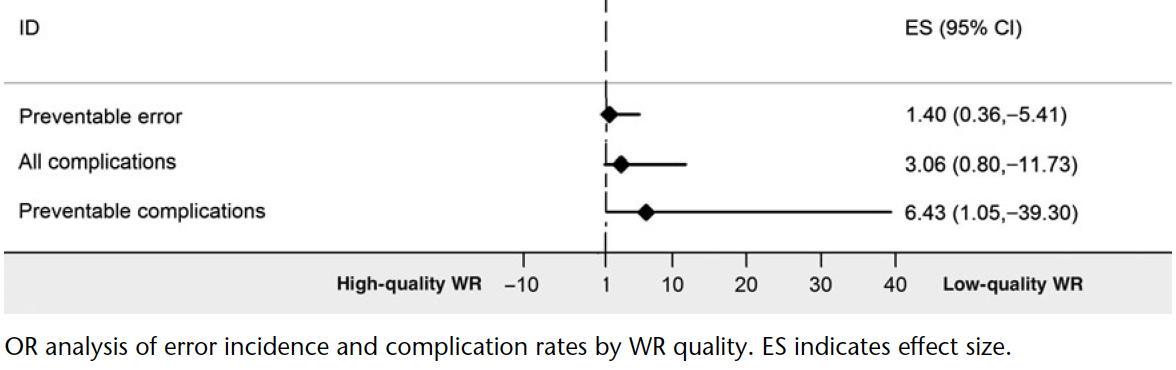 ID ES (95% CI)
Preventable error 1.40 (0.36,–5.41)
All complications 3.06 (0.80,–11.73)
Preventable complications 6.43 (1.05,–39.30)
High-quality WR –10 1 10 20 30 40 Low-quality WR
OR analysis of error incidence and complication rates by WR quality. ES indicates effect size.